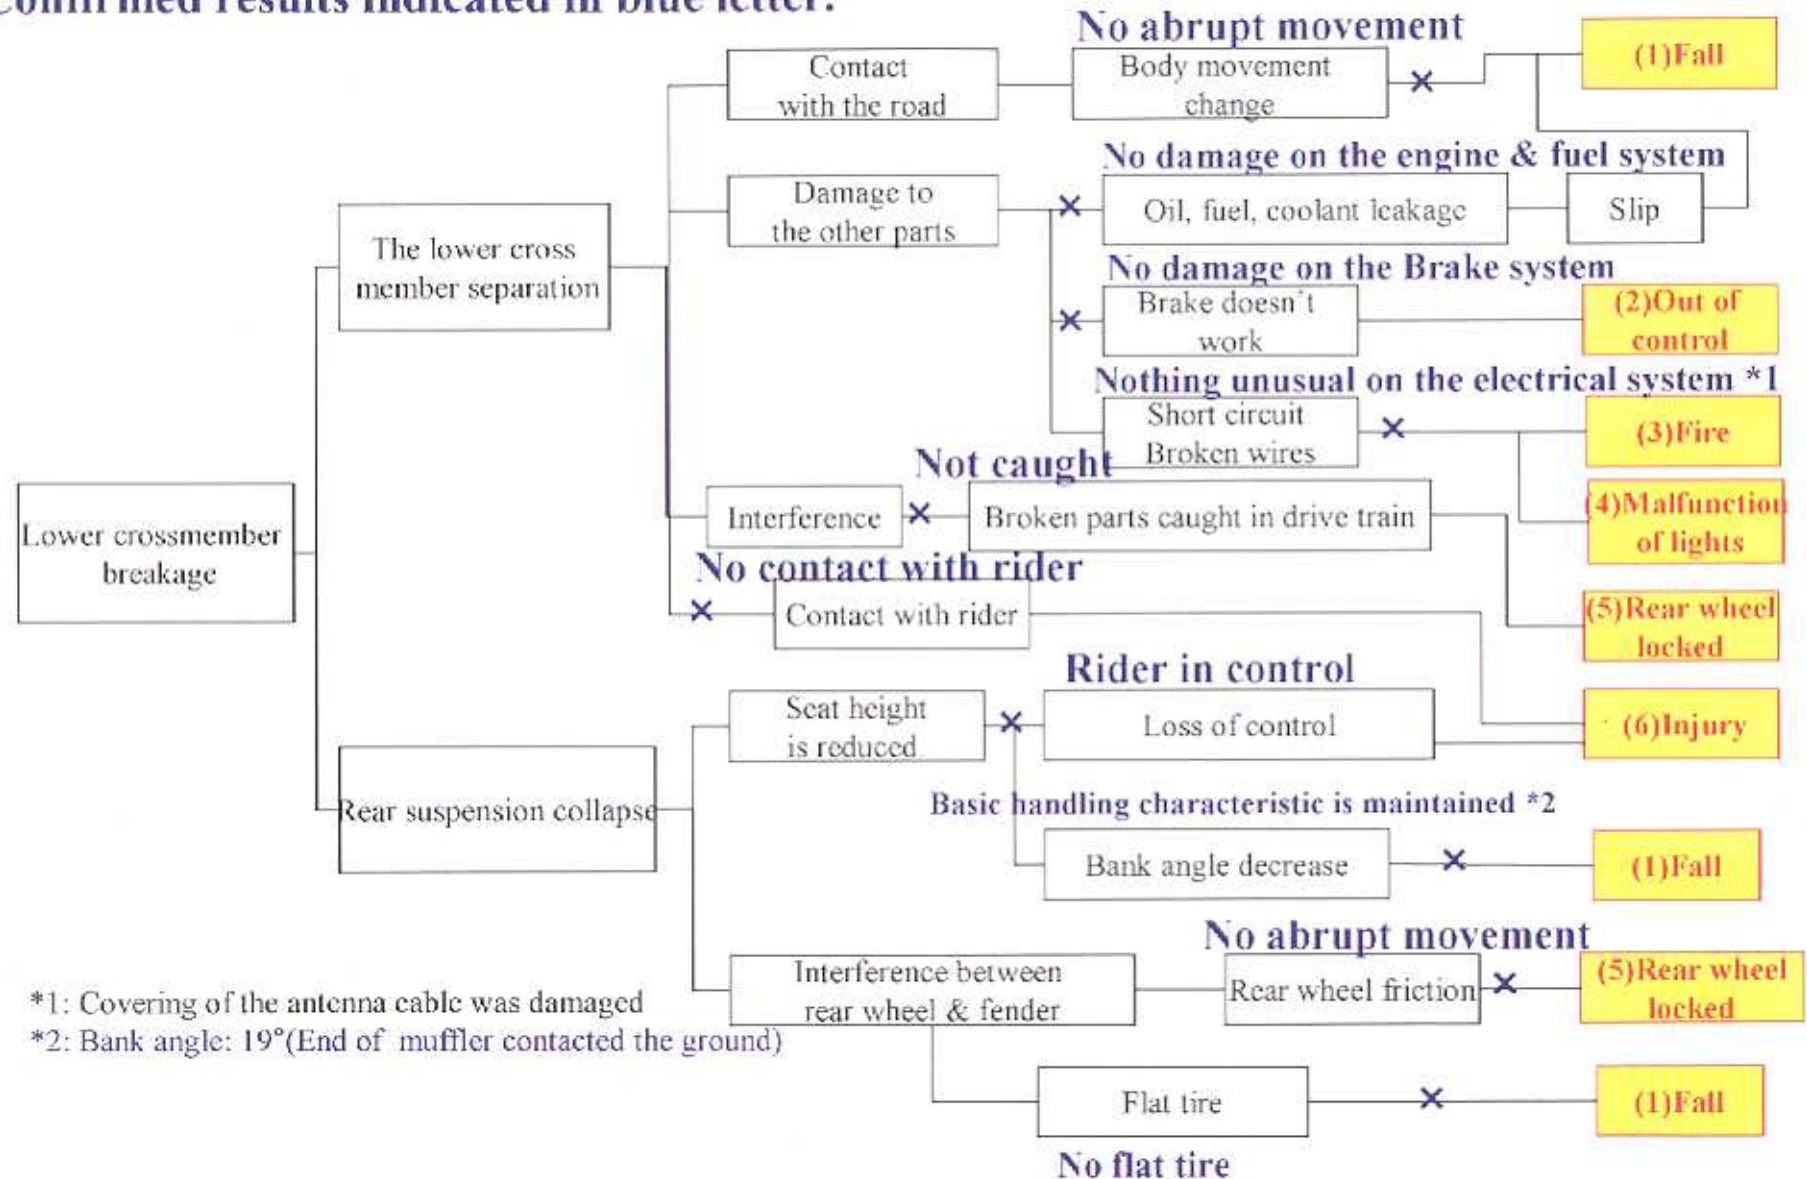 Confirmed results indicated in blue letter.
No abrupt movement
Contact
with the road
Body movement
change
(1)Fall
No damage on the engine & fuel system
Damage to
the other parts
Oil, fuel, coolant leakage
Slip
The lower cross
member separation
No damage on the Brake system
Brake doesn't
work
(2)Out of
control
Nothing unusual on the electrical system *1
Short circuit
Broken wires
(3)Fire
Not caught
Interference
Broken parts caught in drive train
(4)Malfunction
of lights
Lower crossmember
breakage
No contact with rider
Contact with rider
(5)Rear wheel
locked
Rider in control
Seat height
is reduced
Loss of control
(6)Injury
Rear suspension collapse
Basic handling characteristic is maintained *2
Bank angle decrease
(1)Fall
No abrupt movement
Interference between
rear wheel & fender
Rear wheel friction
(5)Rear wheel
locked
*1: Covering of the antenna cable was damaged
*2: Bank angle: 19°(End of muffler contacted the ground)
Flat tire
(1)Fall
No flat tire